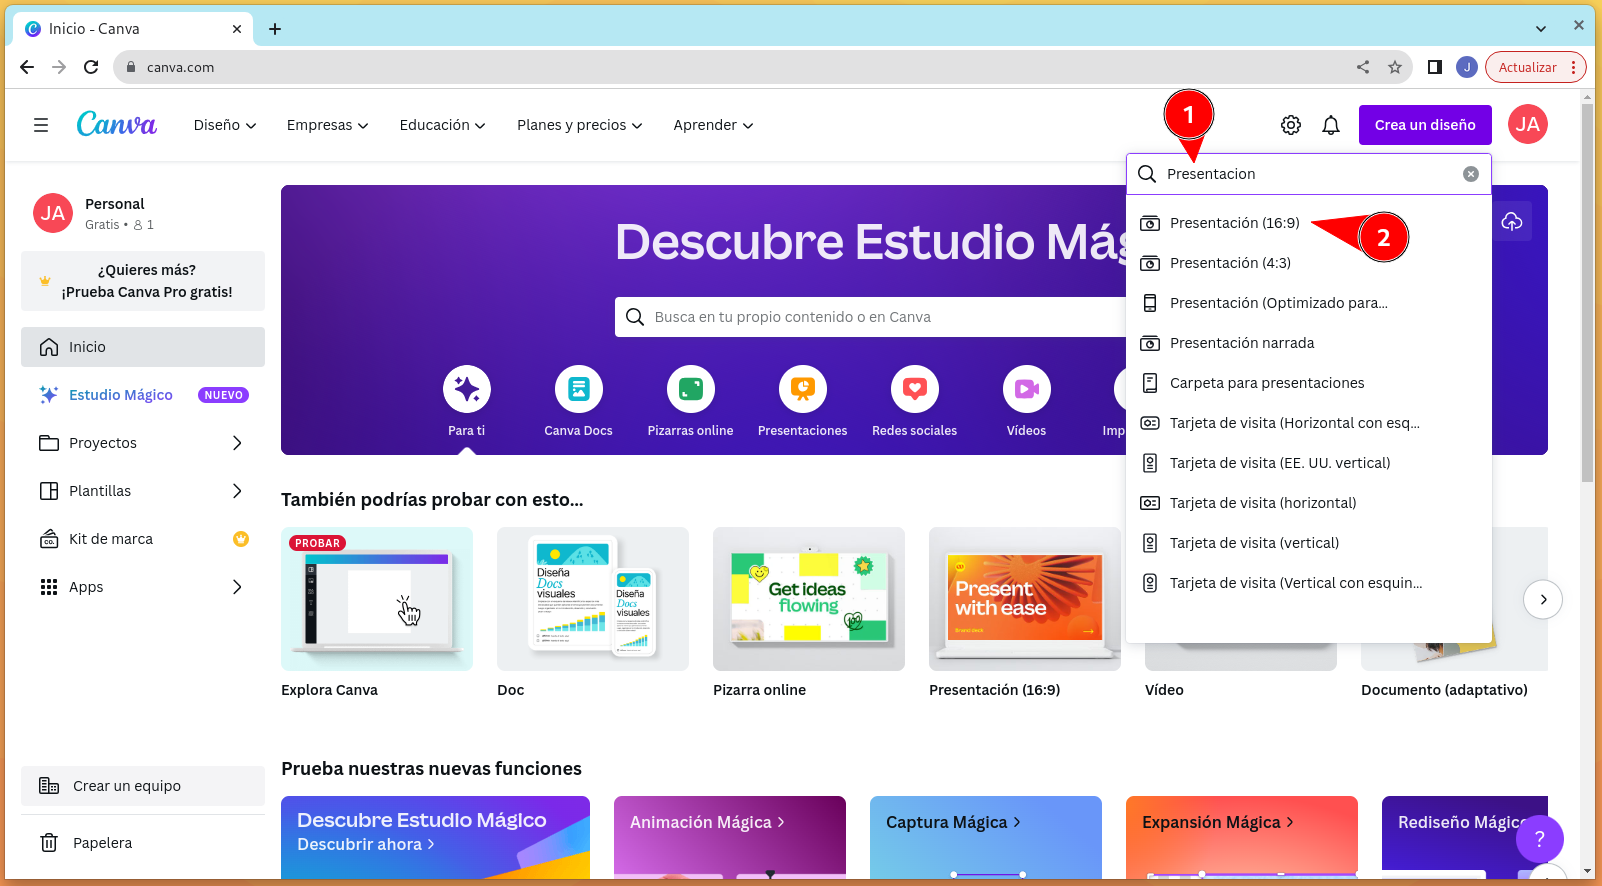 Inicio - Canva
canva.com
J
Actualizar
Canva
Diseño
Empresas
Educación
Planes y precios
Aprender
1
Crea un diseño
JA
Presentacion
JA
Personal
Gratis • 1
¿Quieres más?
¡Prueba Canva Pro gratis!
Inicio
Estudio Mágico
NUEVO
Proyectos
Plantillas
Kit de marca
CO.
Apps
Crear un equipo
Papelera
Descubre Estudio Mág
Busca en tu propio contenido o en Canva
Para ti
Canva Docs
Pizarras online
Presentaciones
Redes sociales
Vídeos
Imp
Presentación (16:9)
2
Presentación (4:3)
Presentación (Optimizado para...
Presentación narrada
Carpeta para presentaciones
Tarjeta de visita (Horizontal con esq...
Tarjeta de visita (EE. UU. vertical)
Tarjeta de visita (horizontal)
Tarjeta de visita (vertical)
Tarjeta de visita (Vertical con esquin...
También podrías probar con esto...
PROBAR
Diseña
Docs
visuales
Diseña
Docs
visuales
Get ideas
flowing
Present
with ease
Explora Canva
Doc
Pizarra online
Presentación (16:9)
Vídeo
Documento (adaptativo)
Prueba nuestras nuevas funciones
Descubre Estudio Mágico
Descubrir ahora
Animación Mágica
Captura Mágica
Expansión Mágica
Rediseño Mágic
?